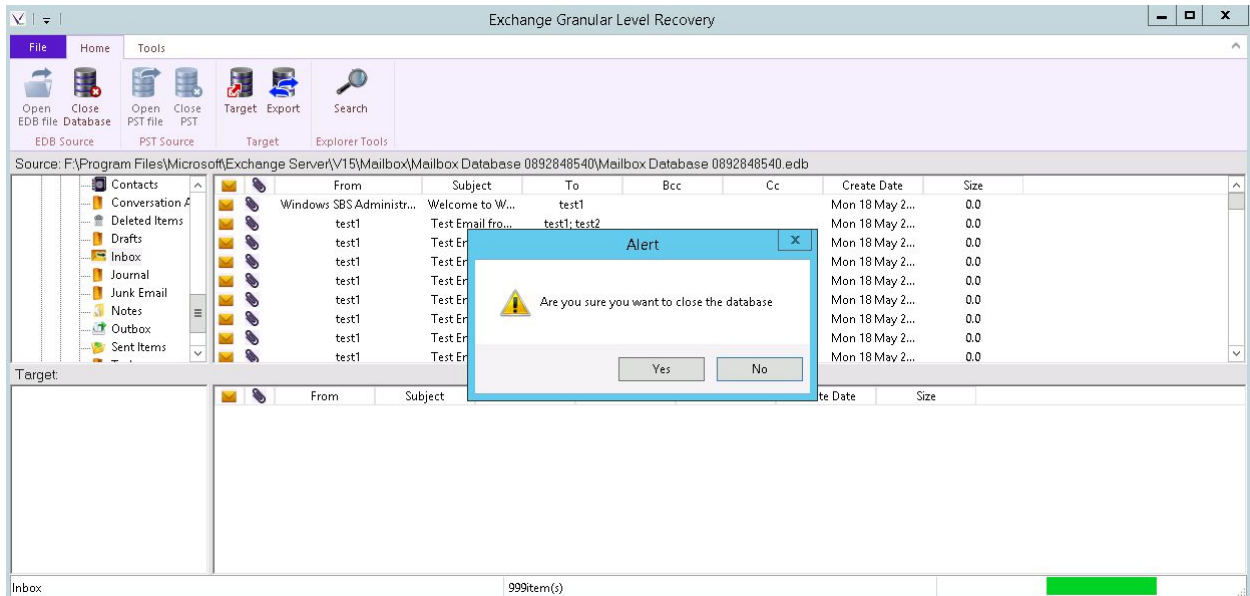 Exchange Granular Level Recovery
File Home Tools
Open EDB file Close Database Open PST file Close PST Target Export Search
EDB Source PST Source Target Explorer Tools
Source: F:\Program Files\Microsoft\Exchange Server\V15\Mailbox\Mailbox Database 0892848540\Mailbox Database 0892848540.edb
Contacts From Subject To Bcc Cc Create Date Size
Conversation A Windows SBS Administr... Welcome to W... test1 Mon 18 May 2... 0.0
Deleted Items test1 Test Email fro... test1; test2 Mon 18 May 2... 0.0
Drafts test1 Test Er Mon 18 May 2... 0.0
Inbox test1 Test Er Mon 18 May 2... 0.0
Journal test1 Test Er Mon 18 May 2... 0.0
Junk Email test1 Test Er Mon 18 May 2... 0.0
Notes test1 Test Er Mon 18 May 2... 0.0
Outbox test1 Test Er Mon 18 May 2... 0.0
Sent Items test1 Test Er Mon 18 May 2... 0.0
Alert
Are you sure you want to close the database
Yes No
Target:
From Subject te Date Size
Inbox 999item(s)